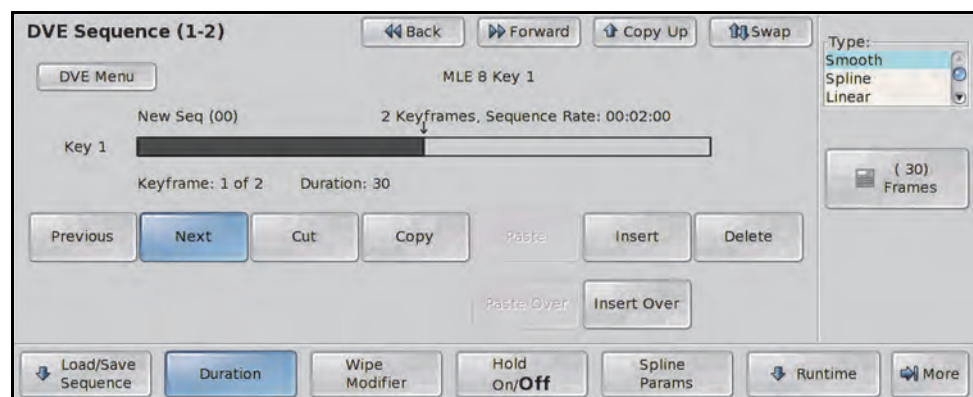 DVE Sequence (1-2)
Back
Forward
Copy Up
Swap
Type:
Smooth
Spline
Linear
DVE Menu
MLE 8 Key 1
New Seq (00)
2 Keyframes, Sequence Rate: 00:02:00
Key 1
Keyframe: 1 of 2
Duration: 30
( 30)
Frames
Previous
Next
Cut
Copy
Paste
Insert
Delete
Paste Over
Insert Over
Load/Save
Sequence
Duration
Wipe
Modifier
Hold
On/Off
Spline
Params
Runtime
More